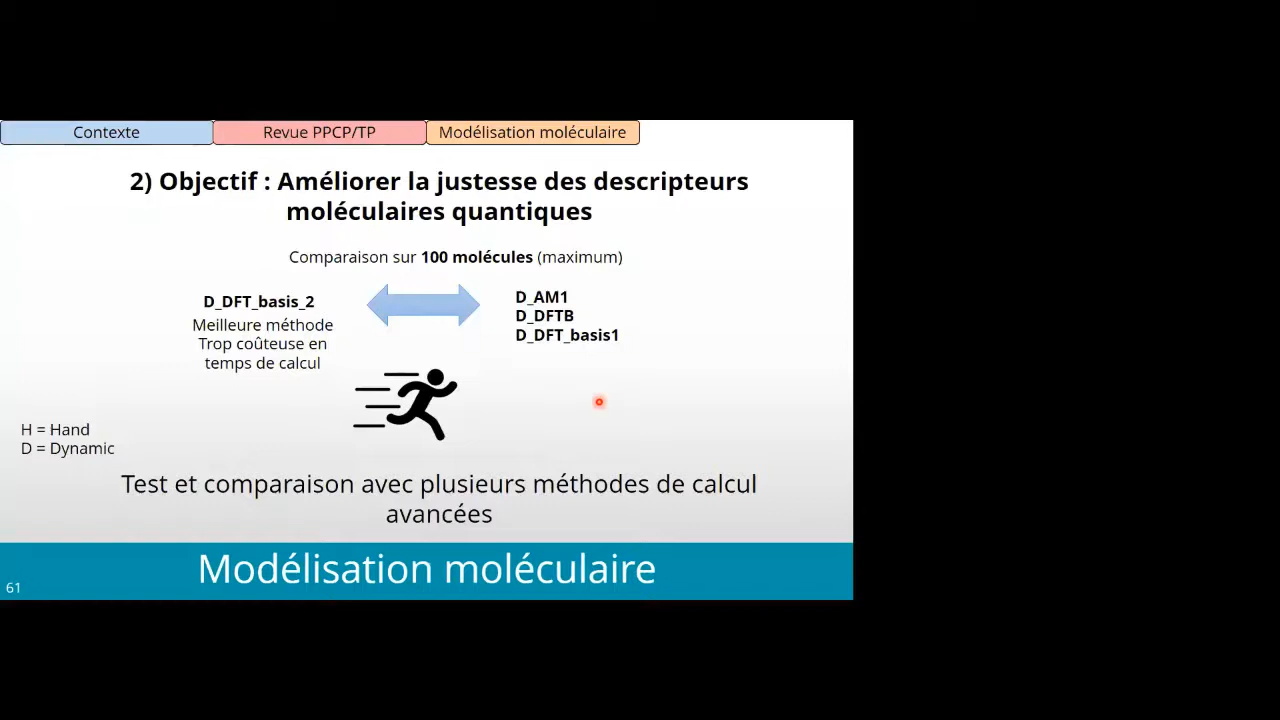 Contexte
Revue PPCP/TP
Modélisation moléculaire
2) Objectif : Améliorer la justesse des descripteurs
moléculaires quantiques
Comparaison sur 100 molécules (maximum)
D_DFT_basis_2
Meilleure méthode
Trop coûteuse en
temps de calcul
D_AM1
D_DFTB
D_DFT_basis1
H = Hand
D = Dynamic
Test et comparaison avec plusieurs méthodes de calcul
avancées
Modélisation moléculaire
61